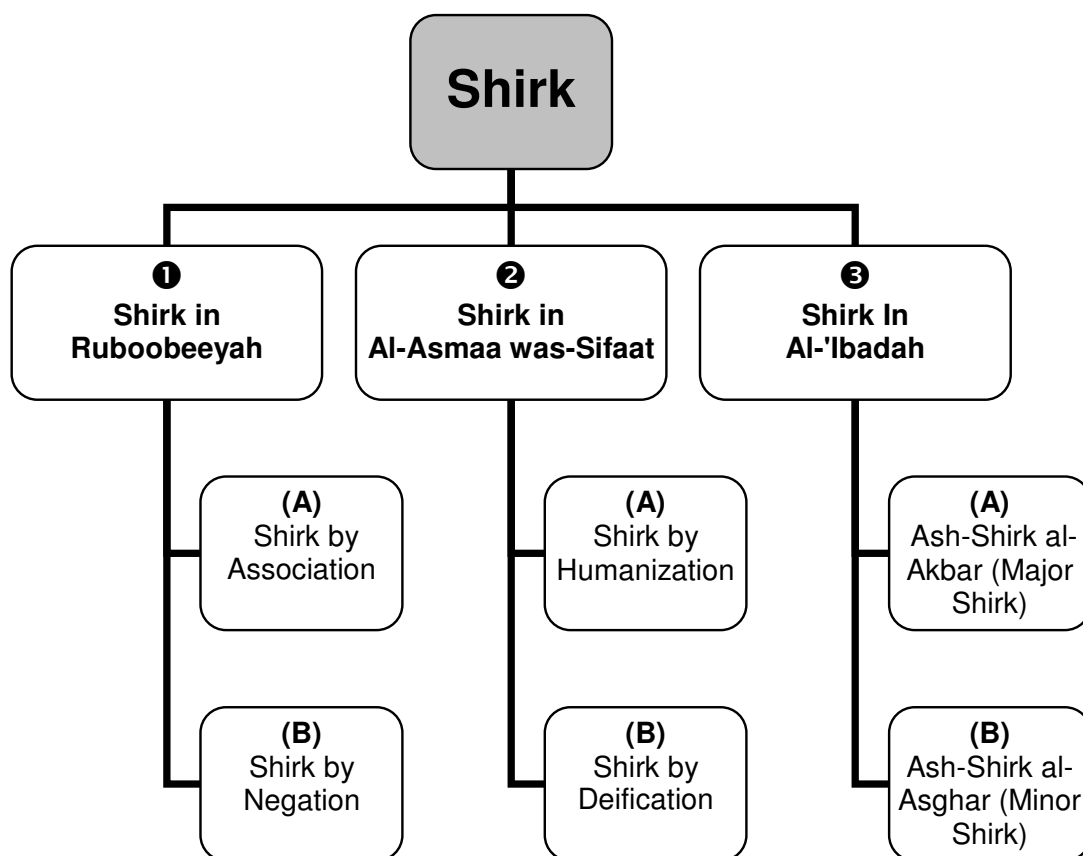 Shirk
❶
Shirk in
Ruboobeeyah
❷
Shirk in
Al-Asmaa was-Sifaat
❸
Shirk In
Al-'Ibadah
(A)
Shirk by
Association
(A)
Shirk by
Humanization
(A)
Ash-Shirk al-
Akbar (Major
Shirk)
(B)
Shirk by
Negation
(B)
Shirk by
Deification
(B)
Ash-Shirk al-
Asghar (Minor
Shirk)